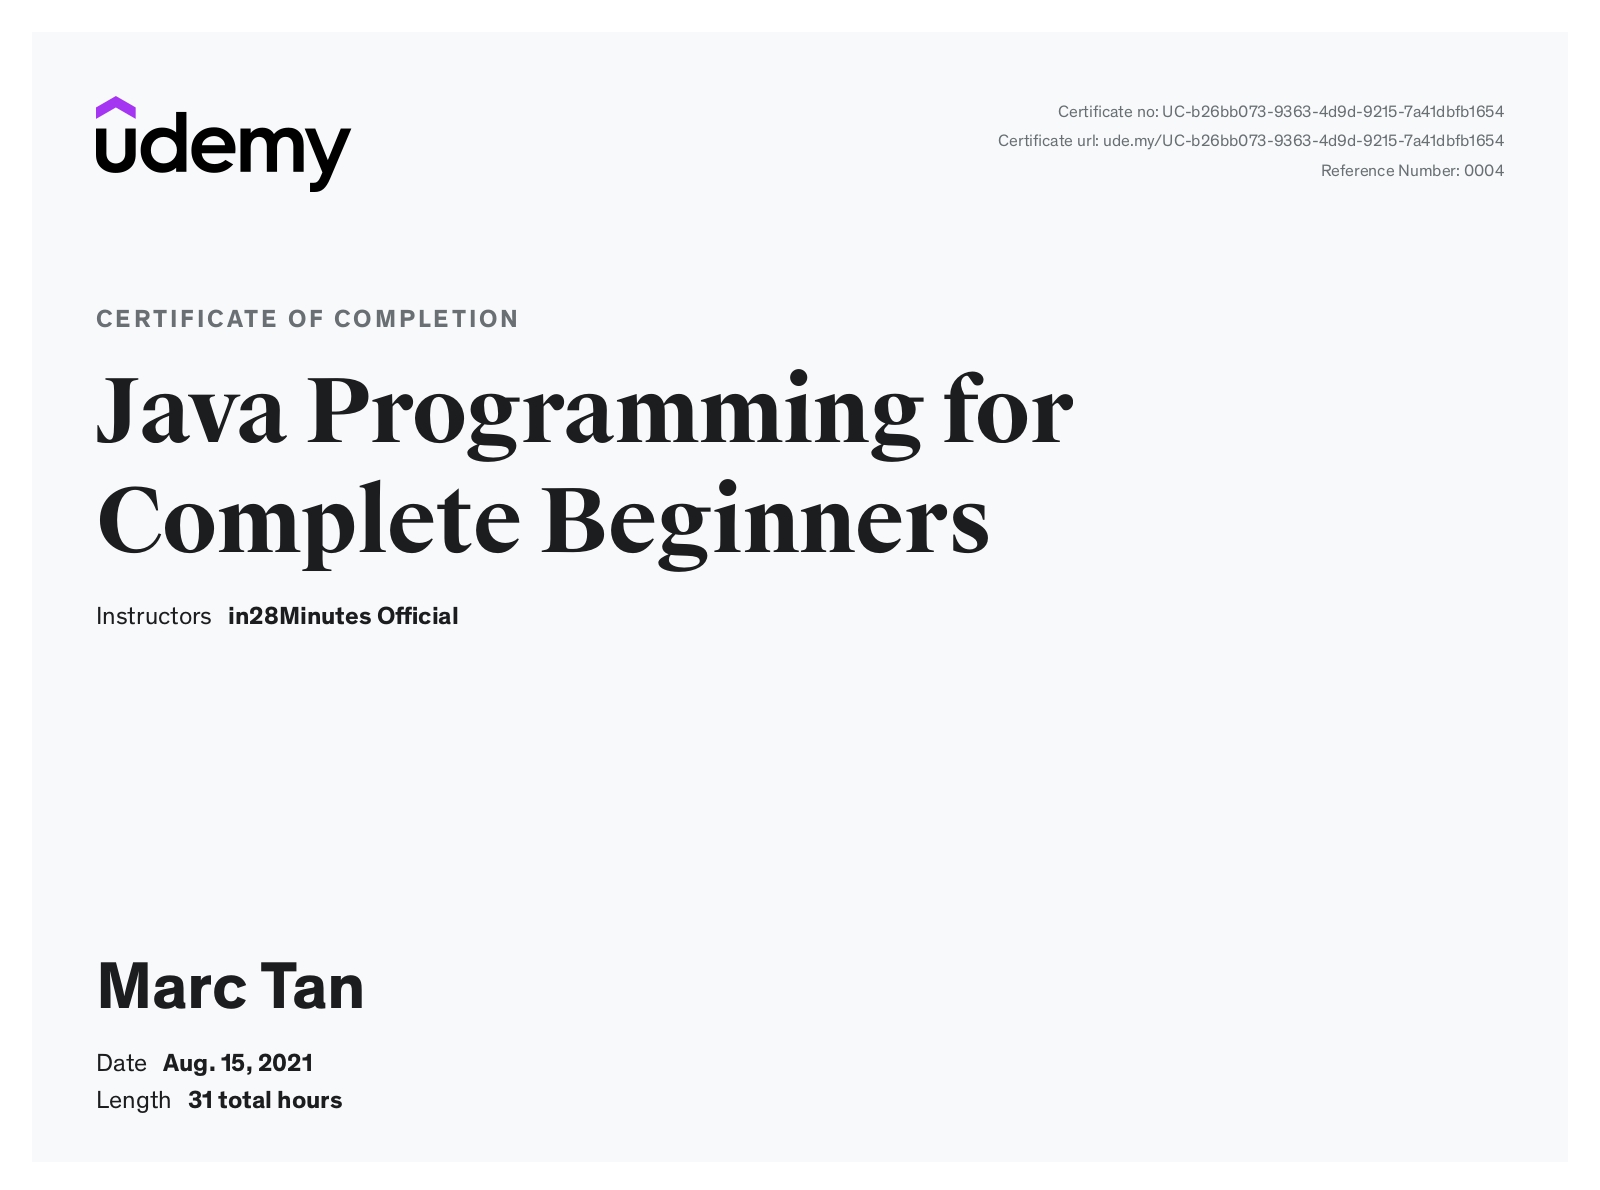 udemy
Certificate no: UC-b26bb073-9363-4d9d-9215-7a41dbfb1654
Certificate url: ude.my/UC-b26bb073-9363-4d9d-9215-7a41dbfb1654
Reference Number: 0004
CERTIFICATE OF COMPLETION
Java Programming for
Complete Beginners
Instructors in28Minutes Official
Marc Tan
Date Aug. 15, 2021
Length 31 total hours